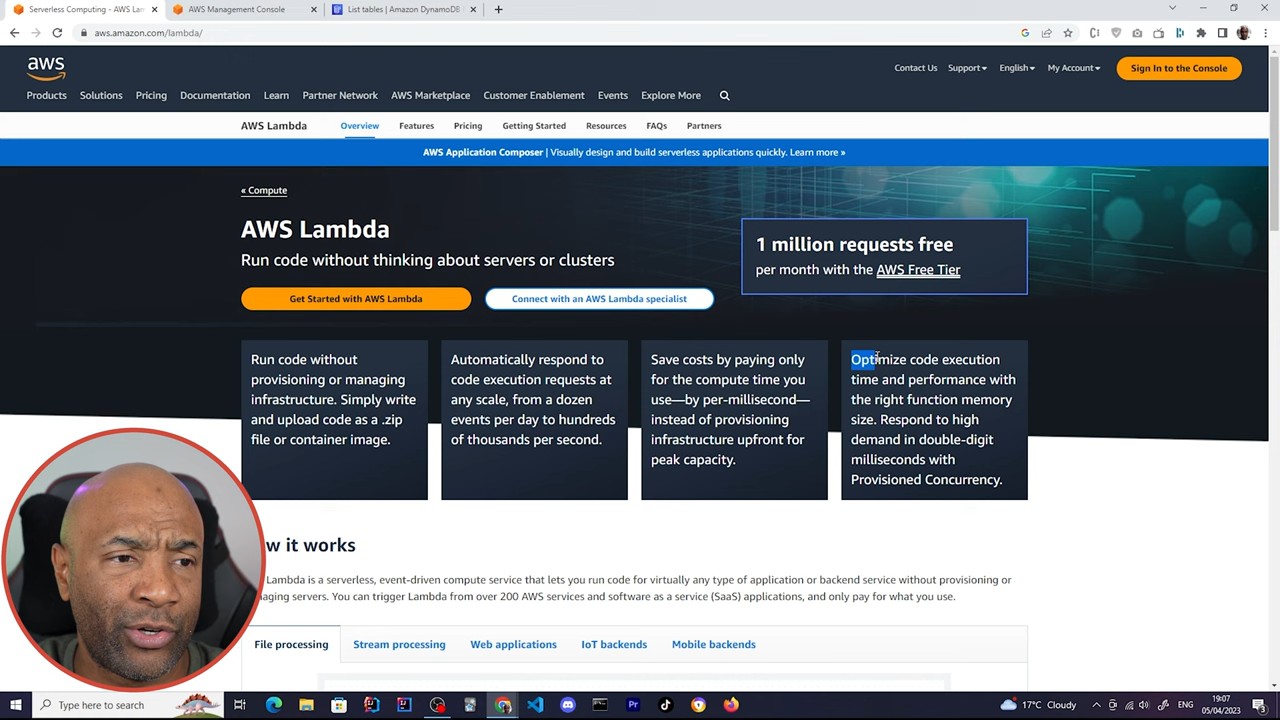 Serverless Computing - AWS Lam
AWS Management Console
List tables | Amazon DynamoDB
aws.amazon.com/lambda/
aws
Contact Us
Support
English
My Account
Sign In to the Console
Products
Solutions
Pricing
Documentation
Learn
Partner Network
AWS Marketplace
Customer Enablement
Events
Explore More
AWS Lambda
Overview
Features
Pricing
Getting Started
Resources
FAQs
Partners
AWS Application Composer | Visually design and build serverless applications quickly. Learn more »
« Compute
AWS Lambda
Run code without thinking about servers or clusters
Get Started with AWS Lambda
Connect with an AWS Lambda specialist
1 million requests free
per month with the AWS Free Tier
Run code without
provisioning or managing
infrastructure. Simply write
and upload code as a .zip
file or container image.
Automatically respond to
code execution requests at
any scale, from a dozen
events per day to hundreds
of thousands per second.
Save costs by paying only
for the compute time you
use—by per-millisecond—
instead of provisioning
infrastructure upfront for
peak capacity.
Optimize code execution
time and performance with
the right function memory
size. Respond to high
demand in double-digit
milliseconds with
Provisioned Concurrency.
w it works
Lambda is a serverless, event-driven compute service that lets you run code for virtually any type of application or backend service without provisioning or
aging servers. You can trigger Lambda from over 200 AWS services and software as a service (SaaS) applications, and only pay for what you use.
File processing
Stream processing
Web applications
IoT backends
Mobile backends
Type here to search
17°C Cloudy
19:07
05/04/2023